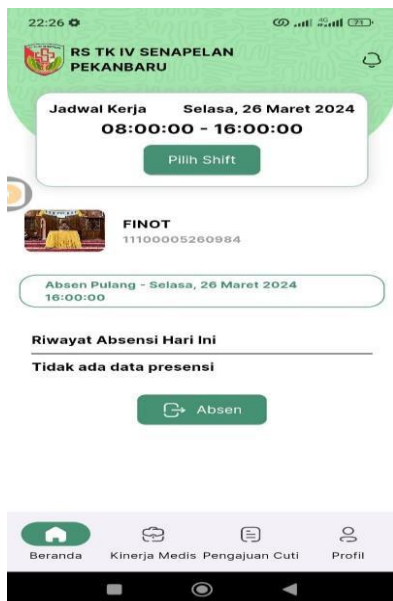 22:26
71
RS TK IV SENAPELAN
PEKANBARU
Jadwal Kerja Selasa, 26 Maret 2024
08:00:00 - 16:00:00
Pilih Shift
FINOT
11100005260984
Absen Pulang - Selasa, 26 Maret 2024
16:00:00
Riwayat Absensi Hari Ini
Tidak ada data presensi
Absen
Beranda Kinerja Medis Pengajuan Cuti Profil